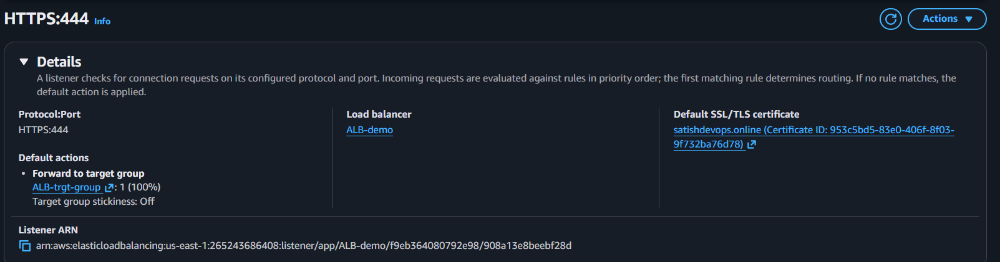 HTTPS:444 Info
Actions
Details
A listener checks for connection requests on its configured protocol and port. Incoming requests are evaluated against rules in priority order; the first matching rule determines routing. If no rule matches, the
default action is applied.
Protocol:Port
HTTPS:444
Load balancer
ALB-demo
Default SSL/TLS certificate
satishdevops.online (Certificate ID: 953c5bd5-83e0-406f-8f03-
9f732ba76d78)
Default actions
• Forward to target group
ALB-trgt-group : 1 (100%)
Target group stickiness: Off
Listener ARN
arn:aws:elasticloadbalancing:us-east-1:265243686408:listener/app/ALB-demo/f9eb364080792e98/908a13e8beebf28d